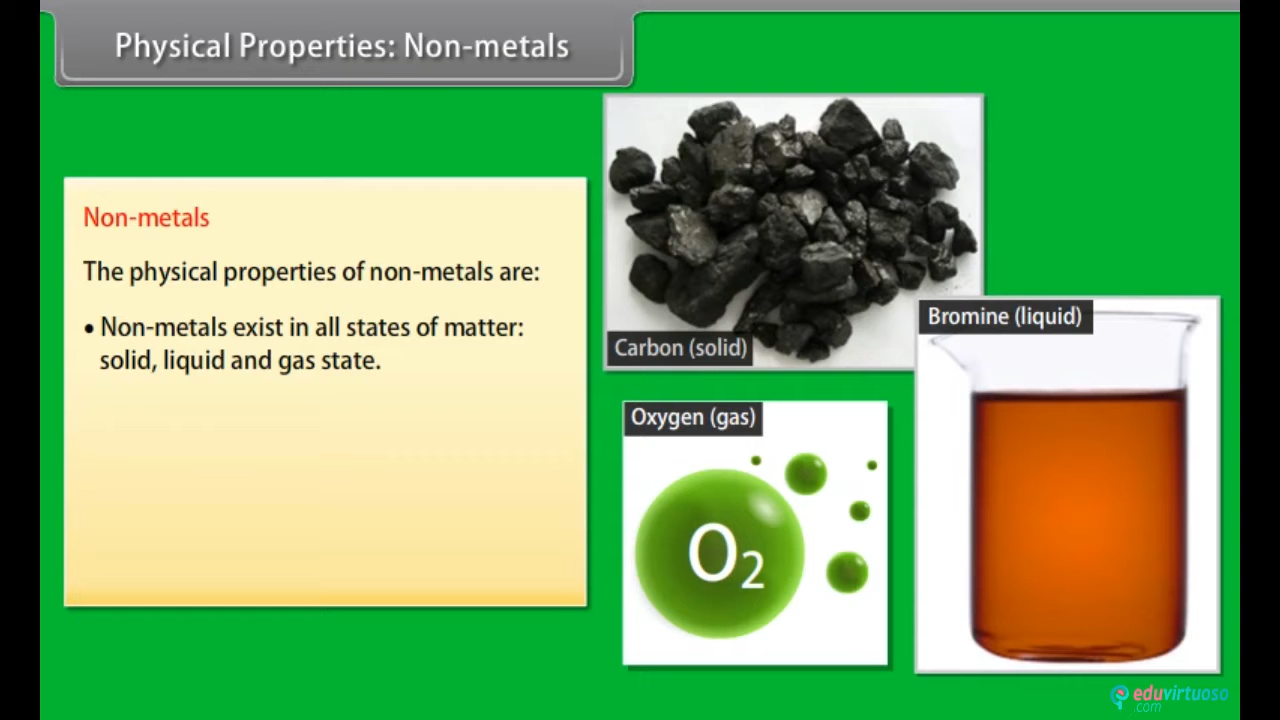 Physical Properties: Non-metals
Non-metals
The physical properties of non-metals are:
• Non-metals exist in all states of matter:
solid, liquid and gas state.
Carbon (solid)
Bromine (liquid)
Oxygen (gas)
O₂
eduvirtuoso
.com